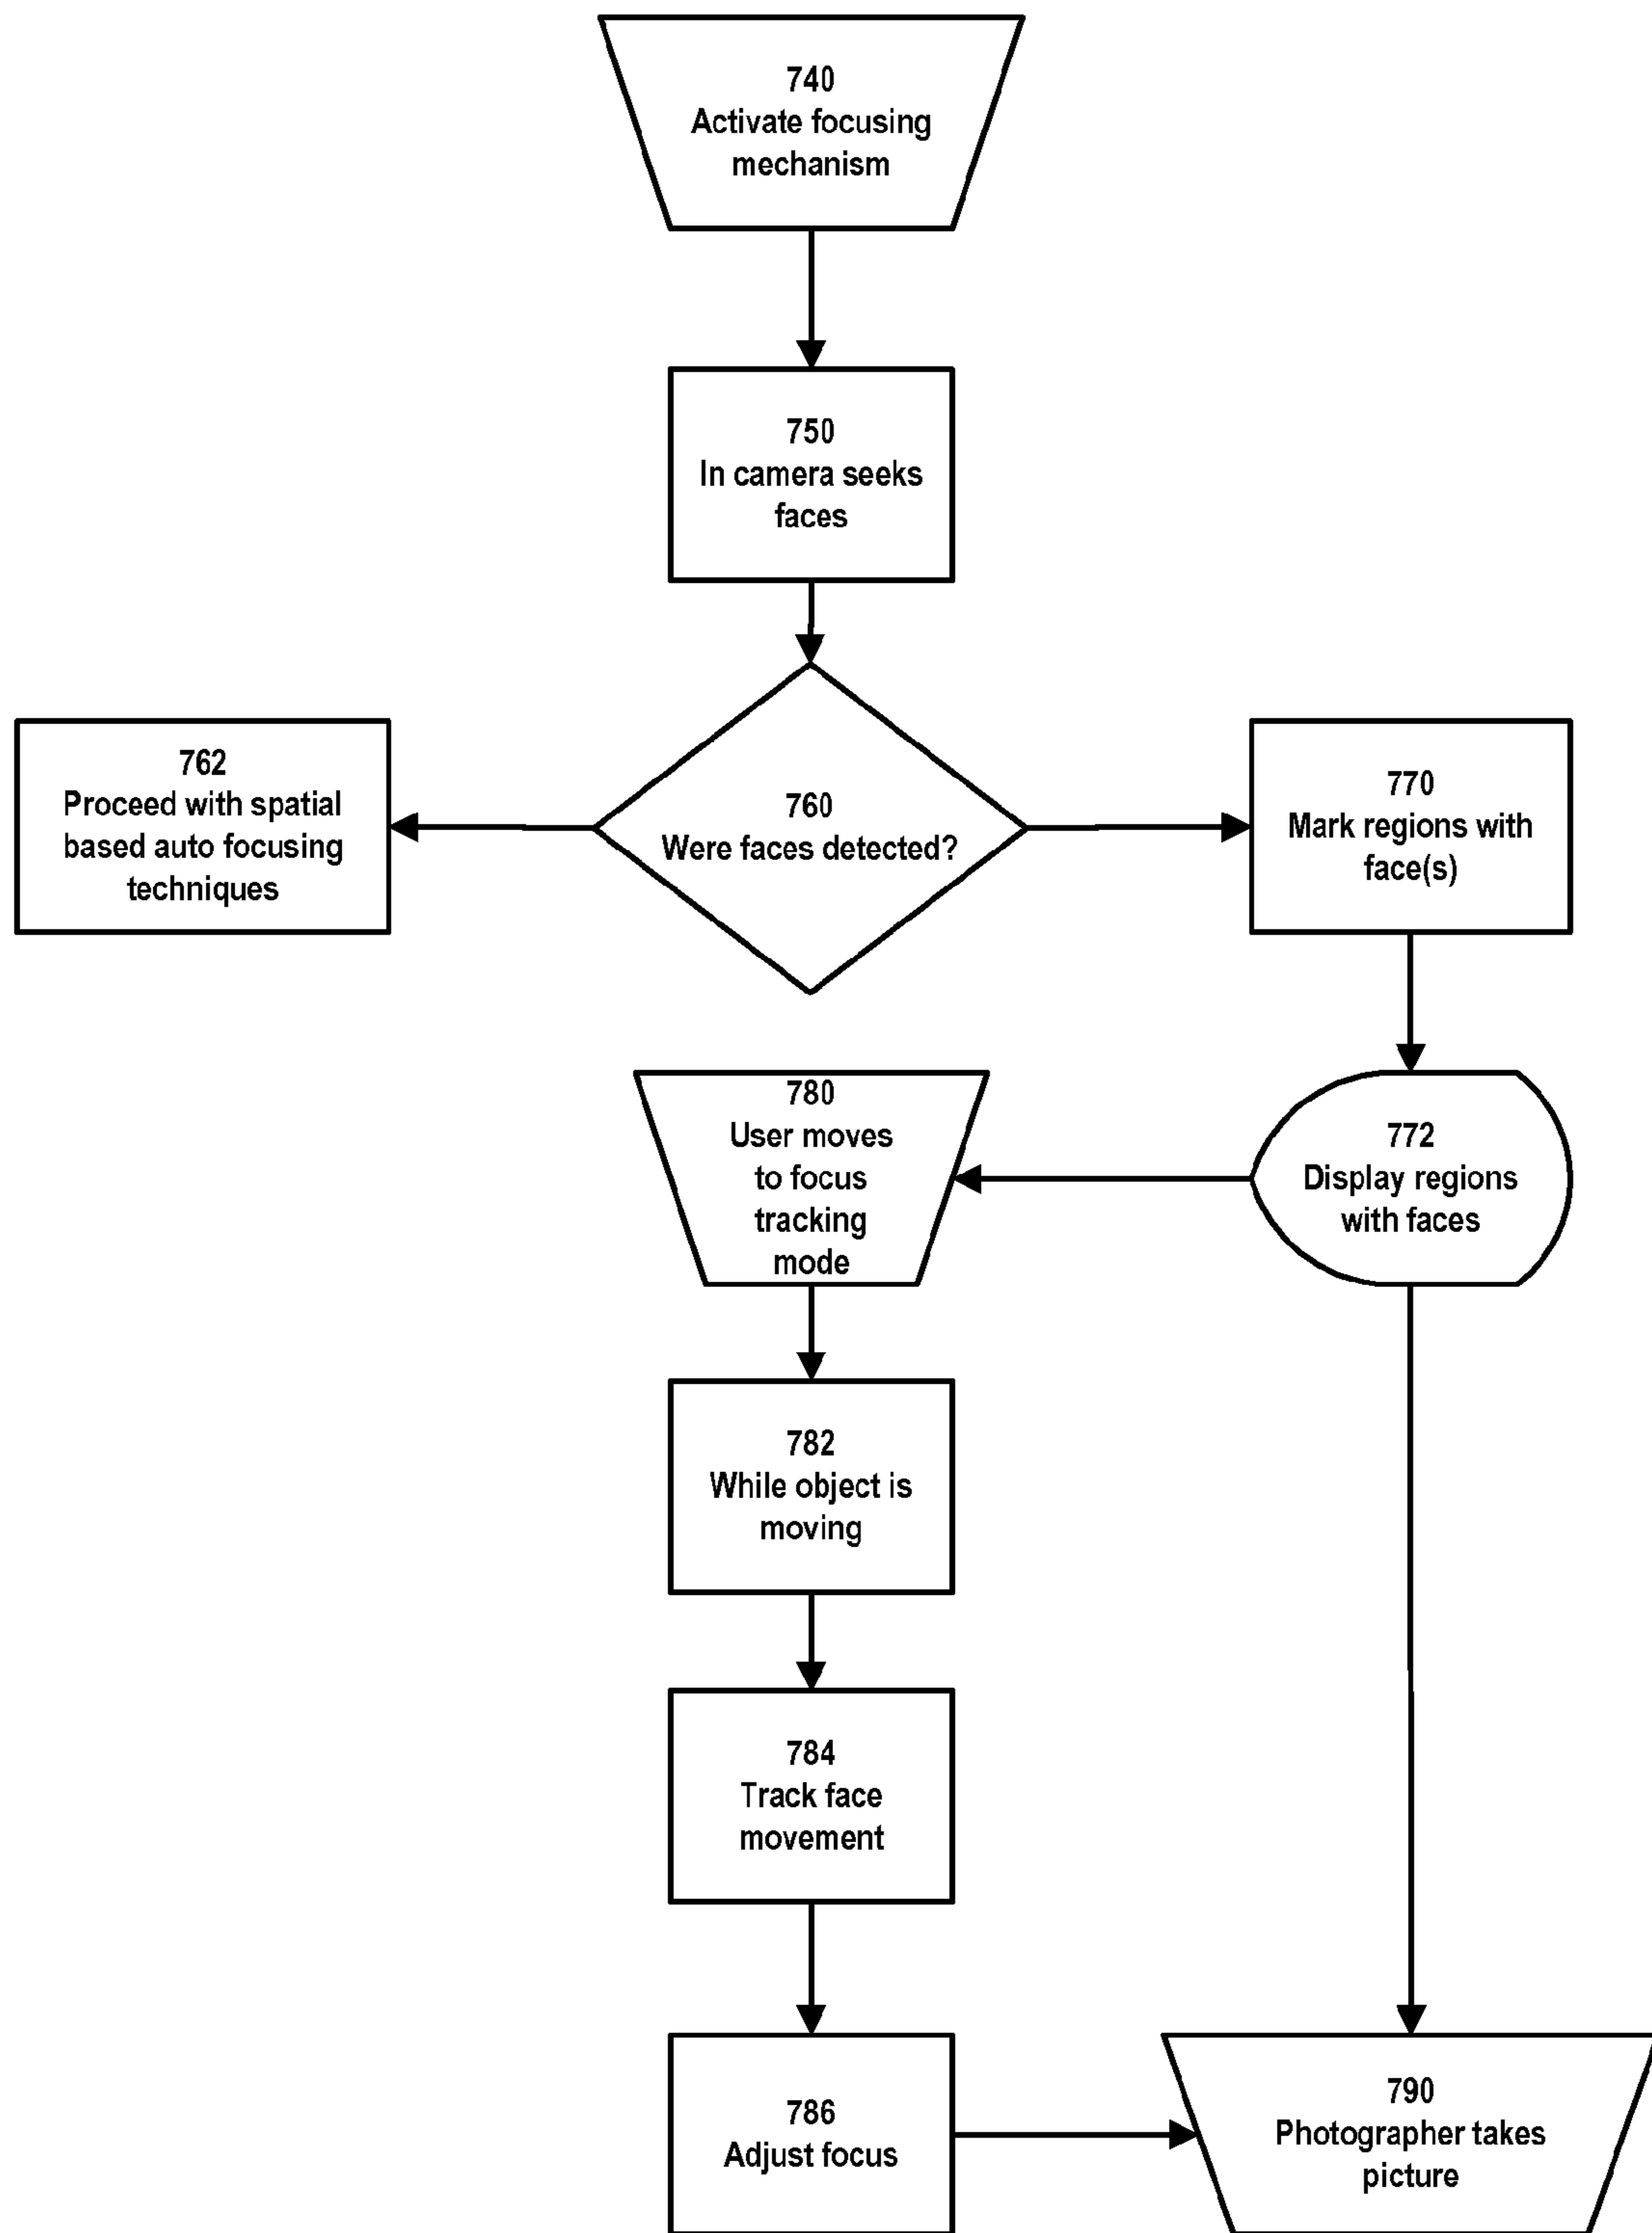 740
Activate focusing
mechanism
750
In camera seeks
faces
760
Were faces detected?
762
Proceed with spatial
based auto focusing
techniques
770
Mark regions with
face(s)
772
Display regions
with faces
780
User moves
to focus
tracking
mode
782
While object is
moving
784
Track face
movement
786
Adjust focus
790
Photographer takes
picture